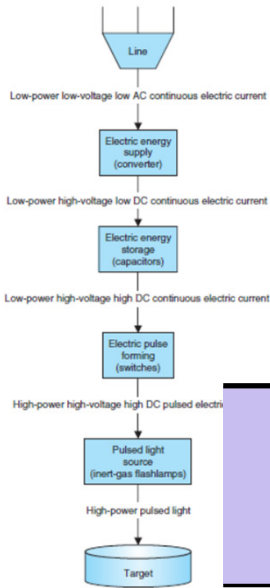 Line
Low-power low-voltage low AC continuous electric current
Electric energy
supply
(converter)
Low-power high-voltage low DC continuous electric current
Electric energy
storage
(capacitors)
Low-power high-voltage high DC continuous electric current
Electric pulse
forming
(switches)
High-power high-voltage high DC pulsed electric
Pulsed light
source
(inert-gas flashlamps)
High-power pulsed light
Target